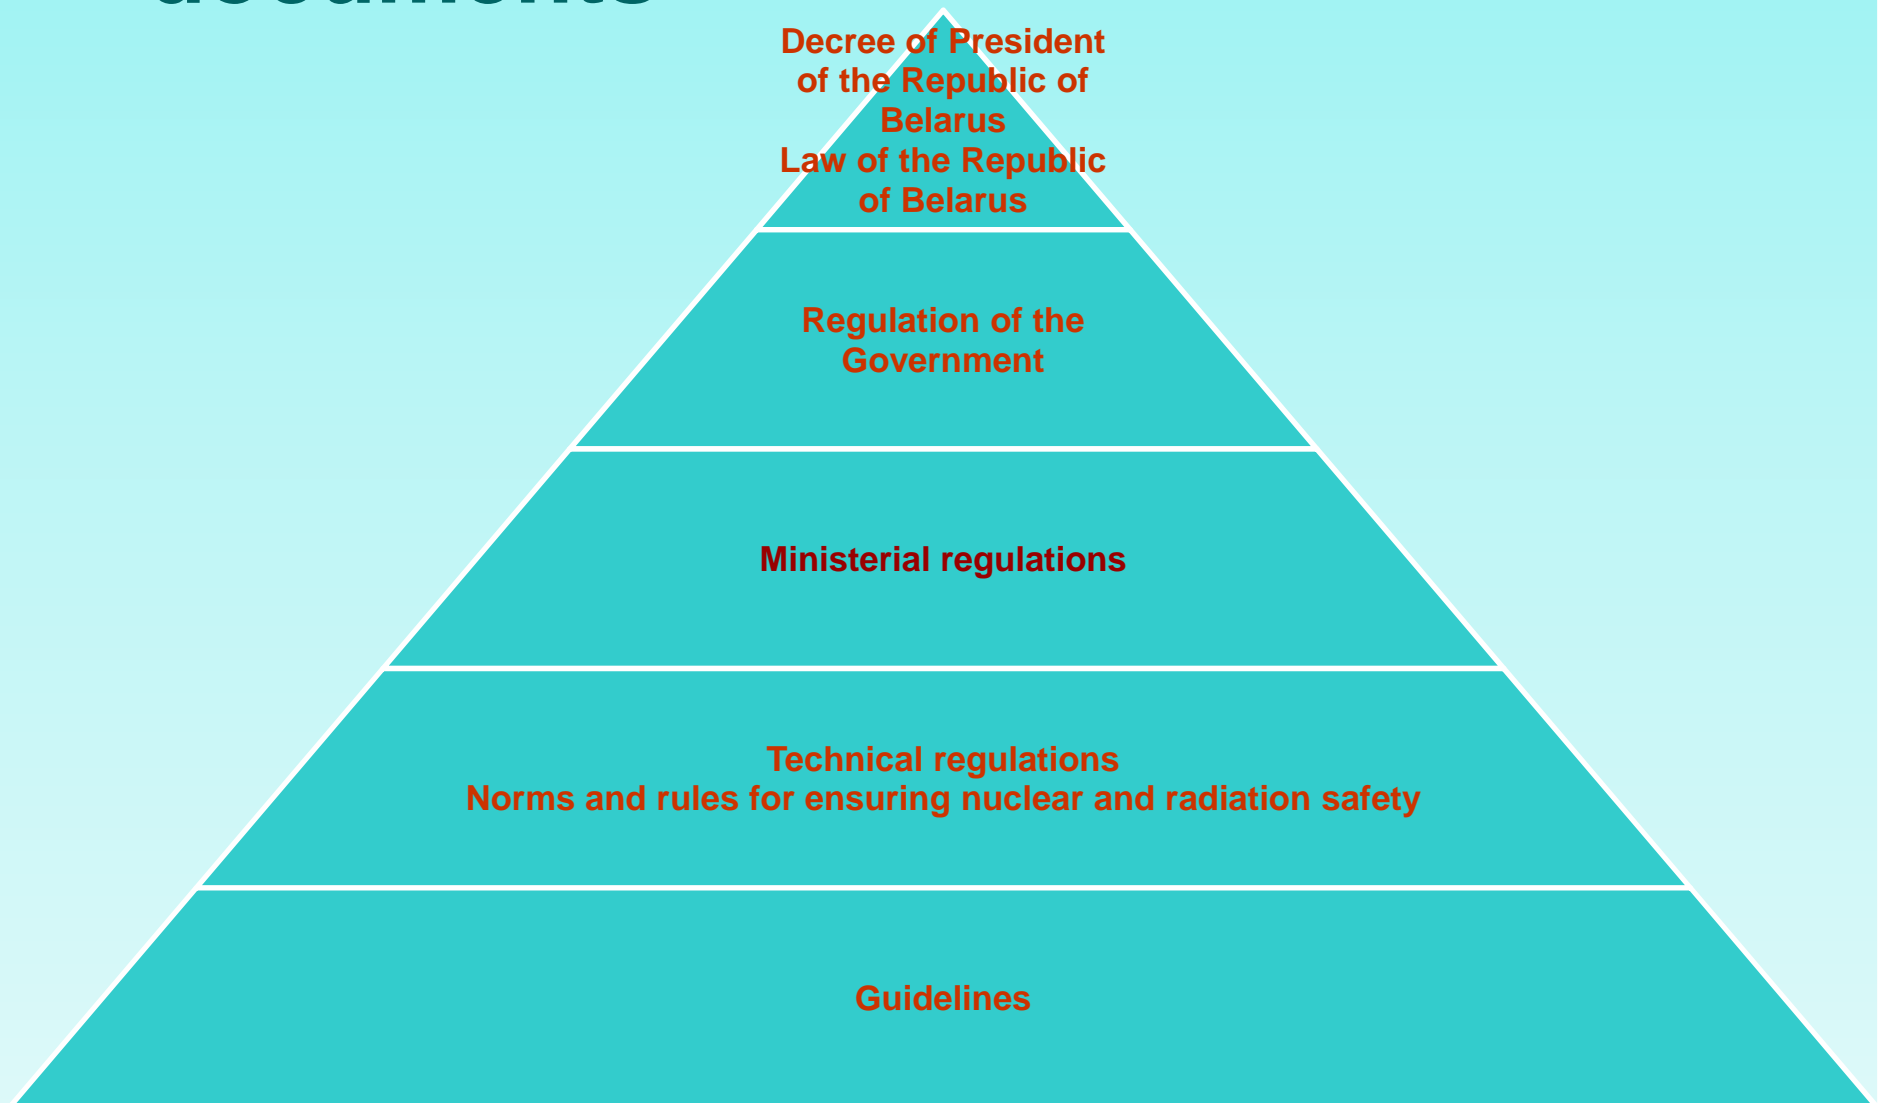 documents
Decree of President
of the Republic of
Belarus
Law of the Republic
of Belarus
Regulation of the
Government
Ministerial regulations
Technical regulations
Norms and rules for ensuring nuclear and radiation safety
Guidelines